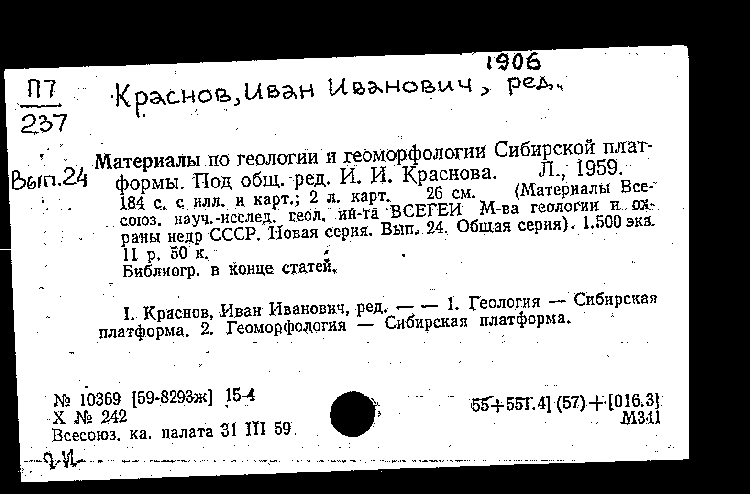 1906
П7
237
Краснов, Иван Иванович, ред.
Вып.24
Материалы по геологии и геоморфологии Сибирской плат-
формы. Под общ. ред. И. И. Краснова. Л., 1959.
184 с. с илл. и карт.; 2 л. карт. 26 см. (Материалы Все-
союз. науч.-исслед. геол. ин-та ВСЕГЕИ М-ва геологии и ох-
раны недр СССР. Новая серия. Вып. 24. Общая серия). 1.500 экз.
11 р. 50 к.
Библиогр. в конце статей.
I. Краснов, Иван Иванович, ред. — — 1. Геология — Сибирская
платформа. 2. Геоморфология — Сибирская платформа.
№ 10369 [59-8293ж] 15-4
55+551.4] (57)+[016.3]
Х № 242
М341
Всесоюз. кн. палата 31 III 59